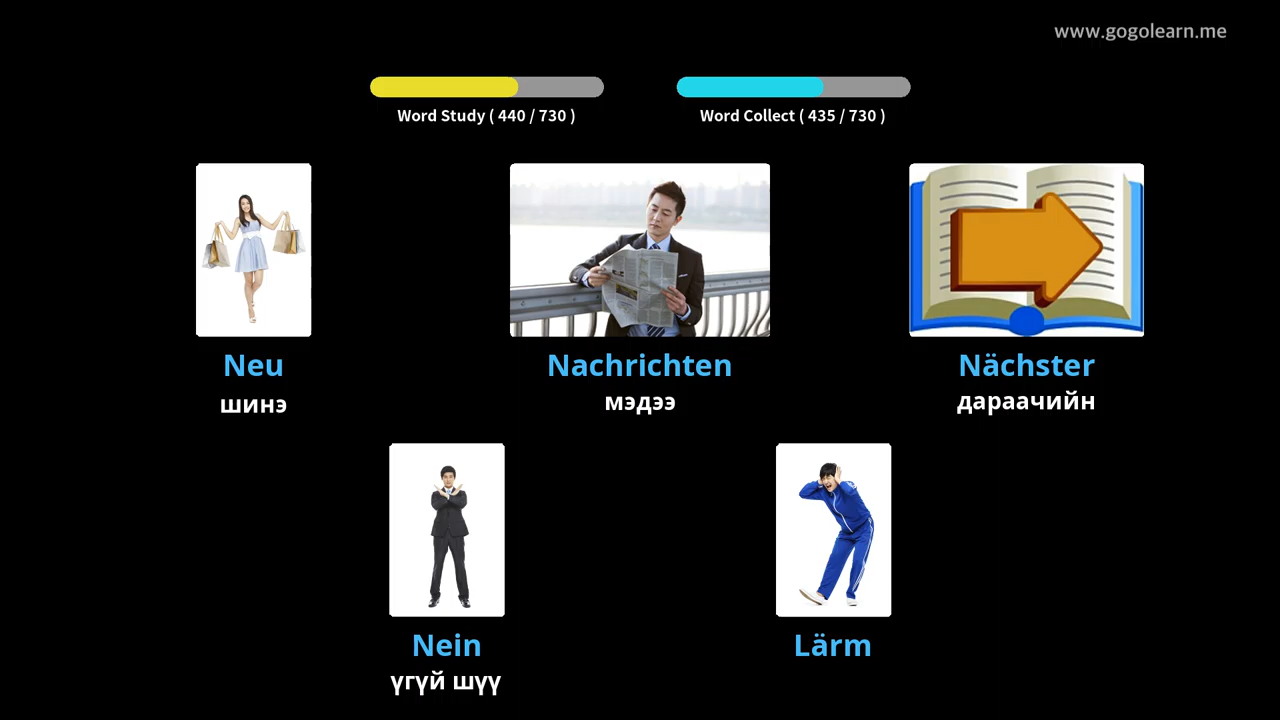 www.gogolearn.me
Word Study ( 440 / 730 )
Word Collect ( 435 / 730 )
Neu
шинэ
Nachrichten
мэдээ
Nächster
дараачийн
Nein
үгүй шүү
Lärm